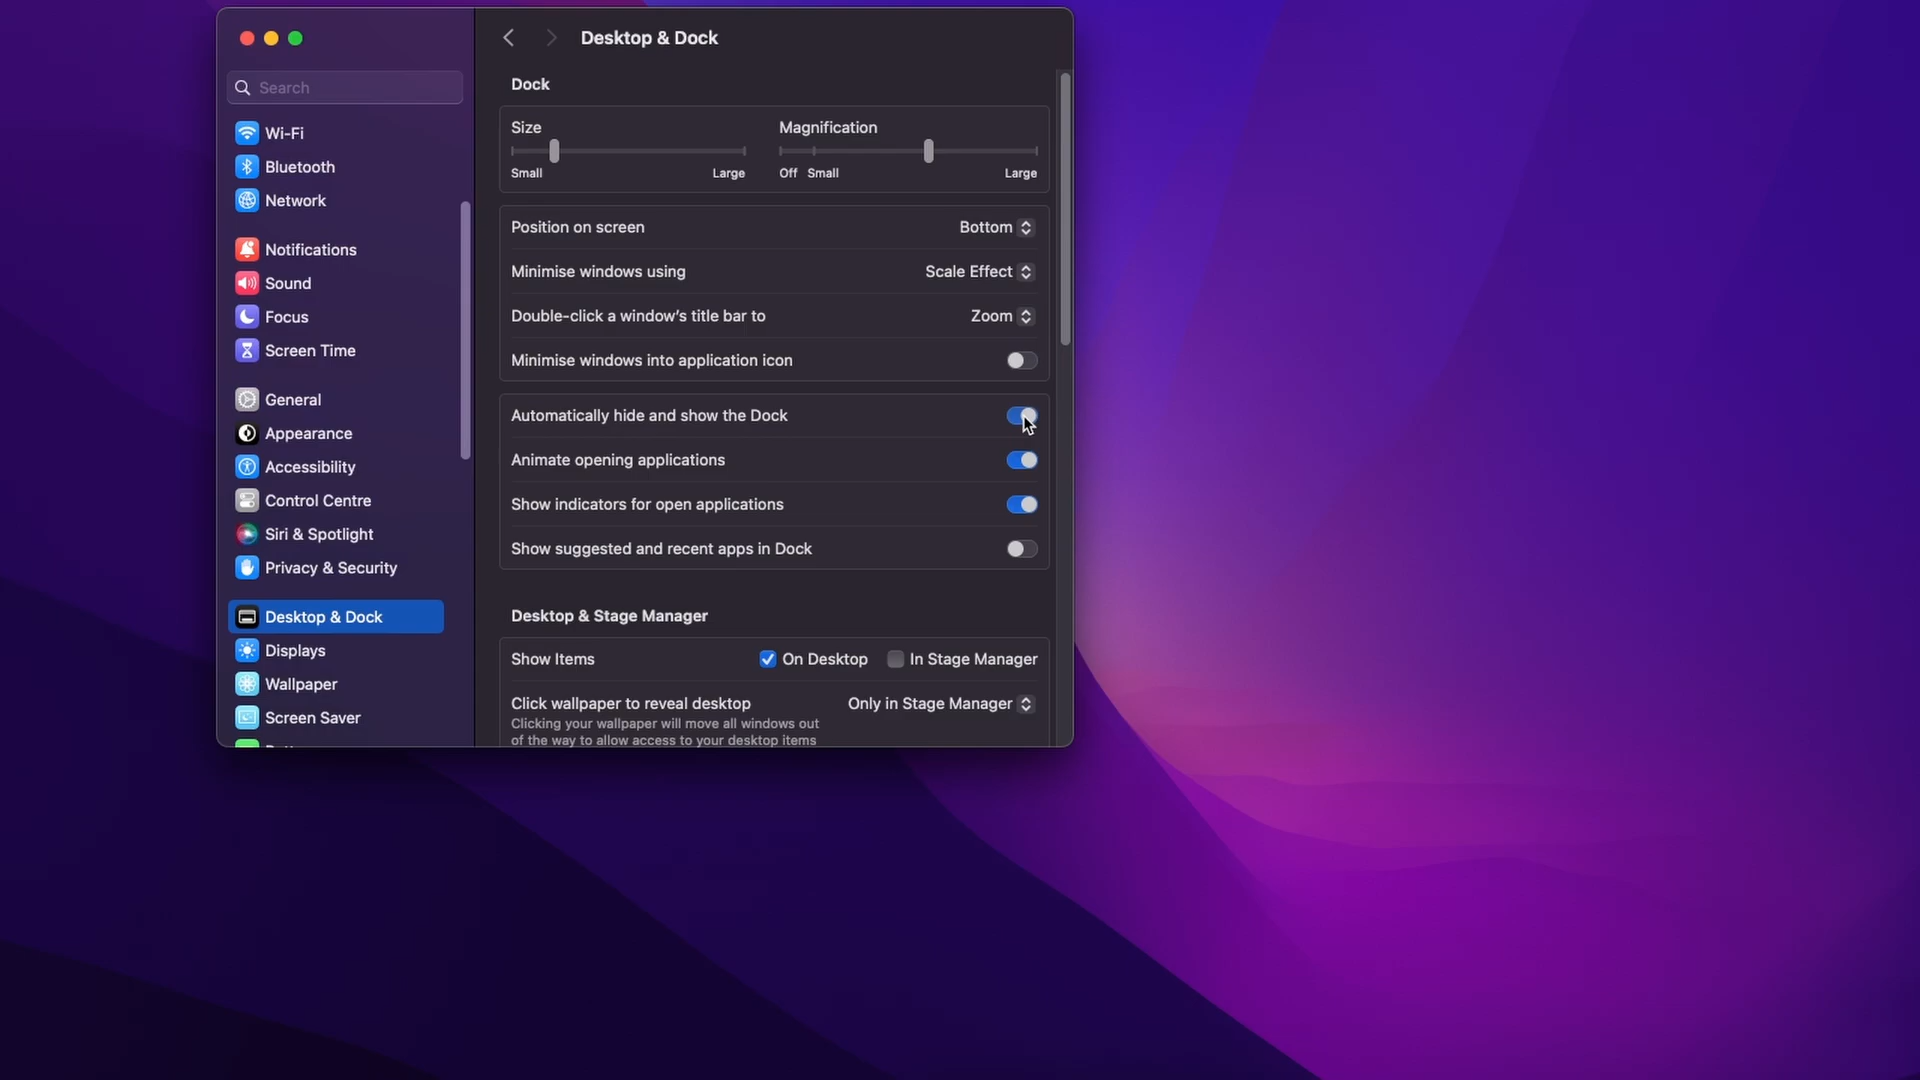 Desktop & Dock
Search
Wi-Fi
Bluetooth
Network
Notifications
Sound
Focus
Screen Time
General
Appearance
Accessibility
Control Centre
Siri & Spotlight
Privacy & Security
Desktop & Dock
Displays
Wallpaper
Screen Saver
Dock
Size
Small Large
Magnification
Off Small Large
Position on screen Bottom
Minimise windows using Scale Effect
Double-click a window's title bar to Zoom
Minimise windows into application icon
Automatically hide and show the Dock
Animate opening applications
Show indicators for open applications
Show suggested and recent apps in Dock
Desktop & Stage Manager
Show Items On Desktop In Stage Manager
Click wallpaper to reveal desktop Only in Stage Manager
Clicking your wallpaper will move all windows out
of the way to allow access to your desktop items